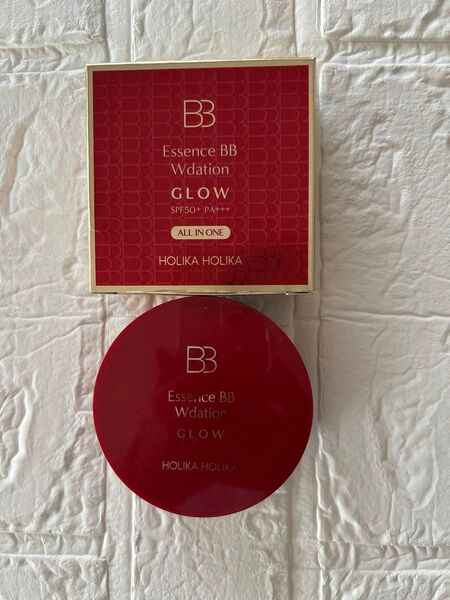 BB
Essence BB
Wdation
GLOW
SPF50+ PA+++
ALL IN ONE
HOLIKA HOLIKA
BB
Essence BB
Wdation
GLOW
HOLIKA HOLIKA